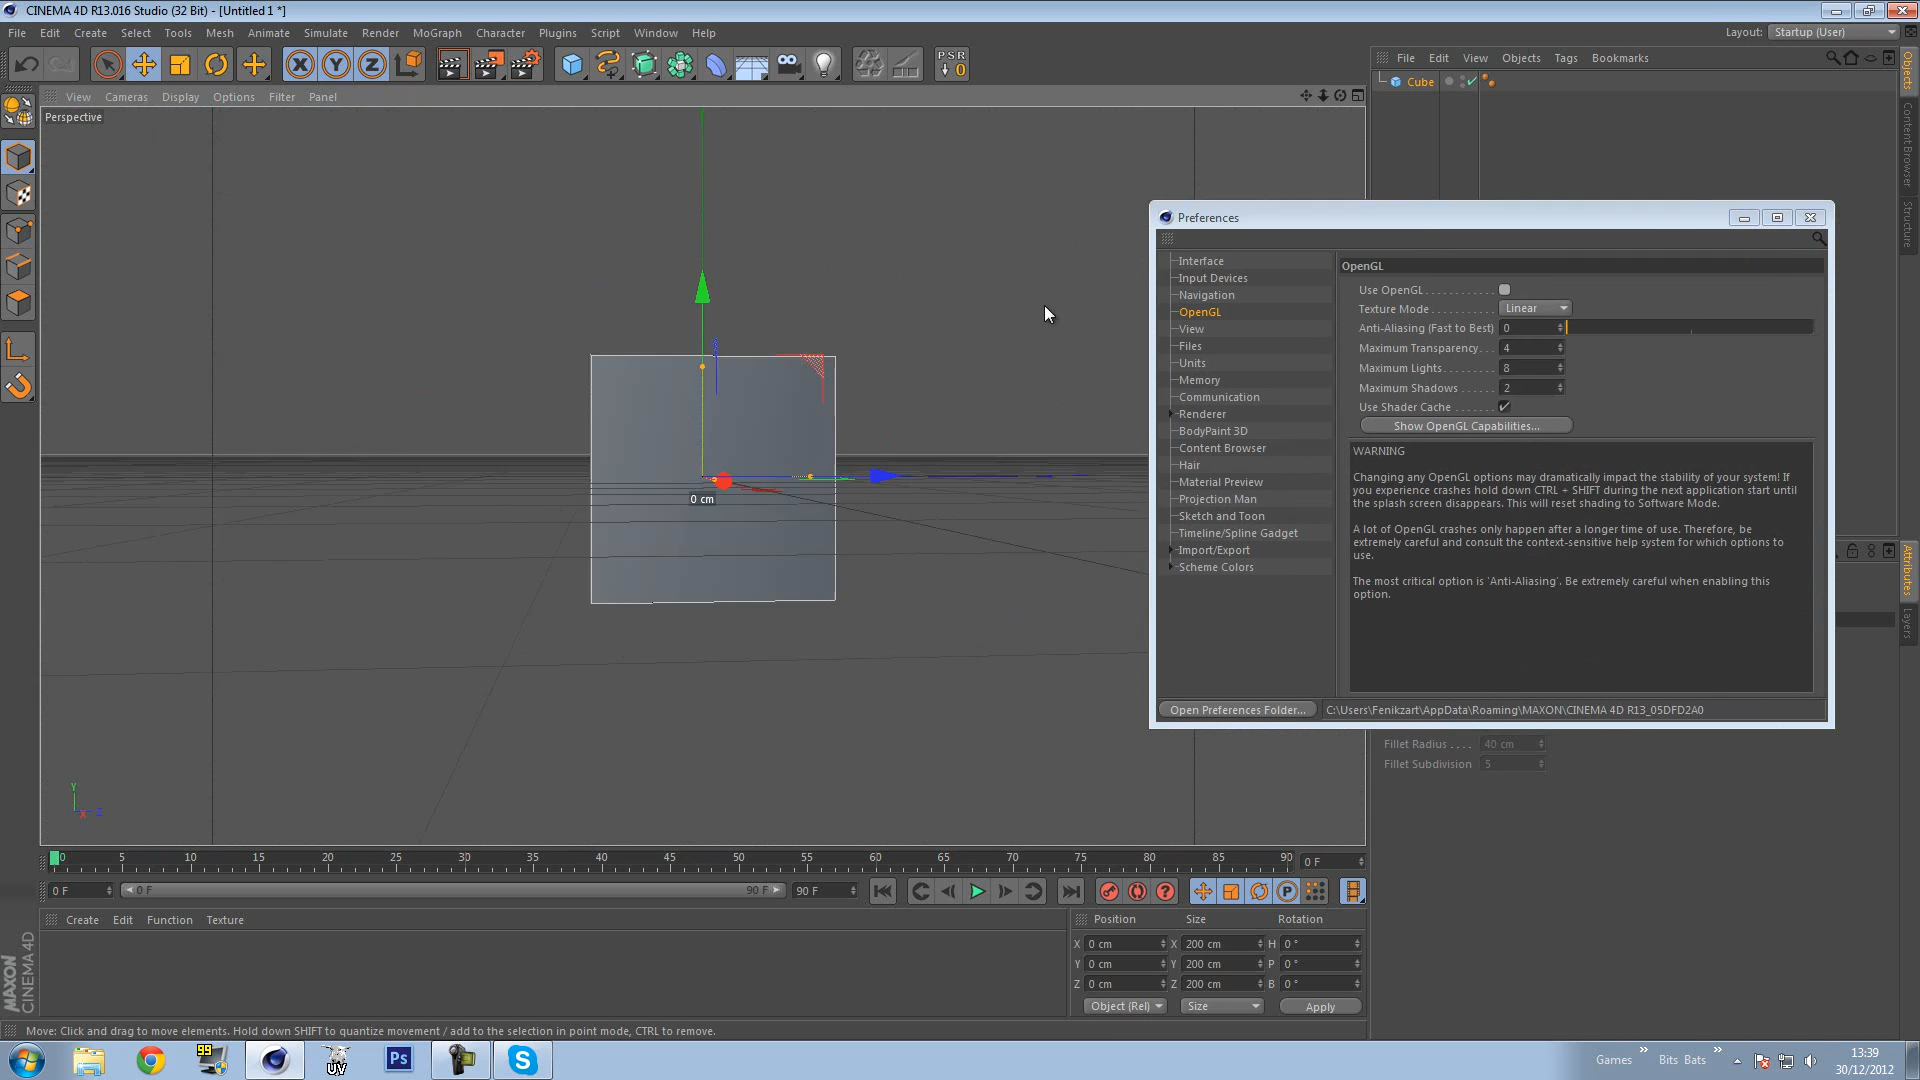 CINEMA 4D R13.016 Studio (32 Bit) - [Untitled 1 *]
File Edit Create Select Tools Mesh Animate Simulate Render MoGraph Character Plugins Script Window Help
Layout: Startup (User)
PSR
0
File Edit View Objects Tags Bookmarks
Cube
View Cameras Display Options Filter Panel
Perspective
Objects
Content Browser
Structure
Attributes
Layers
Preferences
Interface
Input Devices
Navigation
OpenGL
View
Files
Units
Memory
Communication
Renderer
BodyPaint 3D
Content Browser
Hair
Material Preview
Projection Man
Sketch and Toon
Timeline/Spline Gadget
Import/Export
Scheme Colors
OpenGL
Use OpenGL
Texture Mode Linear
Anti-Aliasing (Fast to Best) 0
Maximum Transparency 4
Maximum Lights 8
Maximum Shadows 2
Use Shader Cache
Show OpenGL Capabilities...
WARNING
Changing any OpenGL options may dramatically impact the stability of your system! If
you experience crashes hold down CTRL + SHIFT during the next application start until
the splash screen disappears. This will reset shading to Software Mode.
A lot of OpenGL crashes only happen after a longer time of use. Therefore, be
extremely careful and consult the context-sensitive help system for which options to
use.
The most critical option is 'Anti-Aliasing'. Be extremely careful when enabling this
option.
Open Preferences Folder... C:\Users\Fenikzart\AppData\Roaming\MAXON\CINEMA 4D R13_05DFD2A0
Fillet Radius 40 cm
Fillet Subdivision 5
0 cm
Y
X Z
0 5 10 15 20 25 30 35 40 45 50 55 60 65 70 75 80 85 90 0 F
0 F 0 F 90 F 90 F
Create Edit Function Texture
Position Size Rotation
X 0 cm X 200 cm H 0 °
Y 0 cm Y 200 cm P 0 °
Z 0 cm Z 200 cm B 0 °
Object (Rel) Size Apply
MAXON
CINEMA 4D
Move: Click and drag to move elements. Hold down SHIFT to quantize movement / add to the selection in point mode, CTRL to remove.
99
UV
Ps
Games » Bits Bats »
13:39
30/12/2012